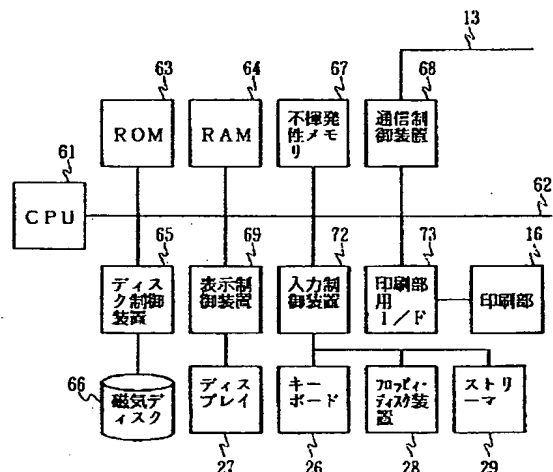 13
63
64
67
68
ROM
RAM
不揮発
性メモ
リ
通信制
御装置
61
CPU
62
65
69
72
73
16
ディス
ク制御
装置
表示制
御装置
入力制
御装置
印刷部
用
I/F
印刷部
66
磁気ディ
スク
ディス
プレイ
キー
ボード
フロッピィー
ディスク装
置
ストリ
ーマ
27
26
28
29